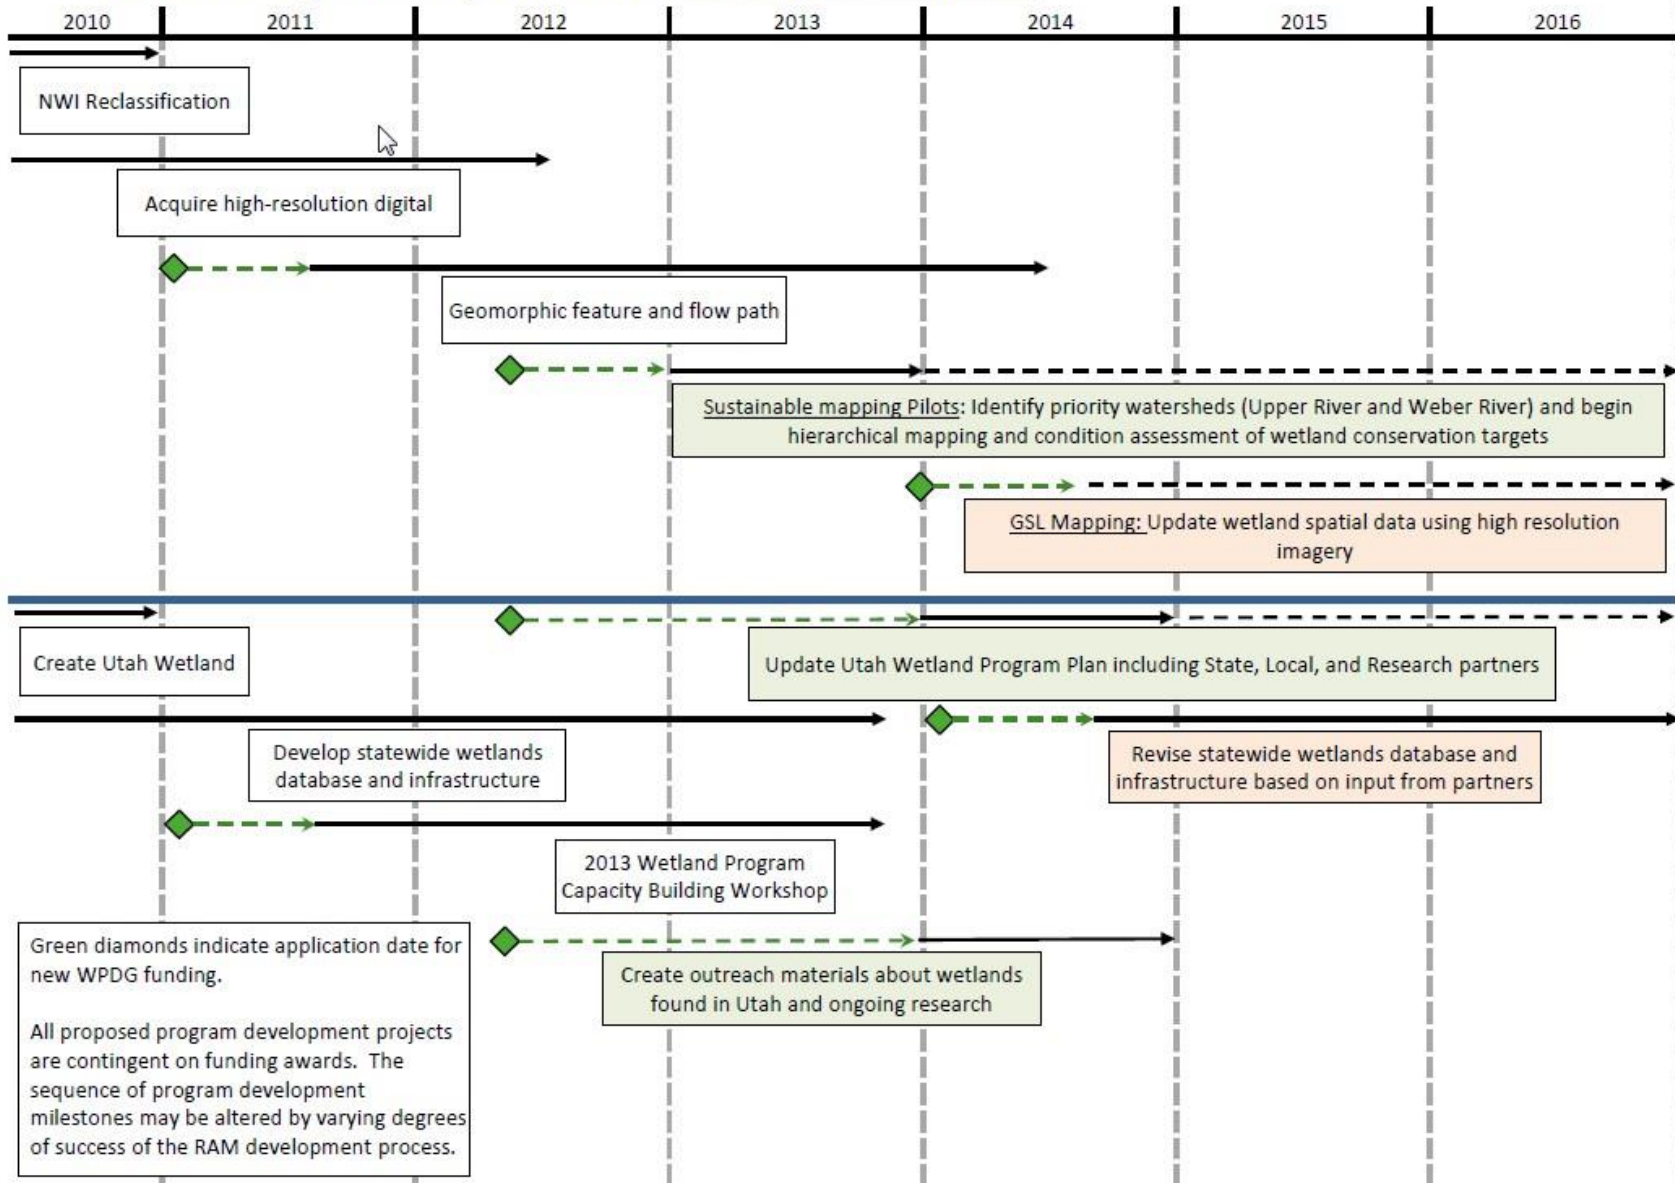 2010 2011 2012 2013 2014 2015 2016
NWI Reclassification
Acquire high-resolution digital
Geomorphic feature and flow path
Sustainable mapping Pilots: Identify priority watersheds (Upper River and Weber River) and begin
hierarchical mapping and condition assessment of wetland conservation targets
GSL Mapping: Update wetland spatial data using high resolution
imagery
Create Utah Wetland
Update Utah Wetland Program Plan including State, Local, and Research partners
Develop statewide wetlands
database and infrastructure
Revise statewide wetlands database and
infrastructure based on input from partners
2013 Wetland Program
Capacity Building Workshop
Create outreach materials about wetlands
found in Utah and ongoing research
Green diamonds indicate application date for
new WPDG funding.
All proposed program development projects
are contingent on funding awards. The
sequence of program development
milestones may be altered by varying degrees
of success of the RAM development process.